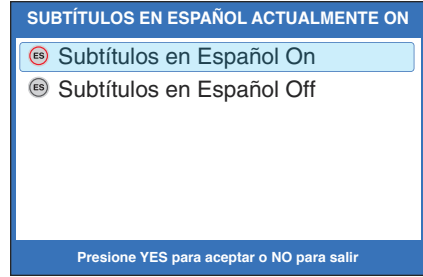 SUBTÍTULOS EN ESPAÑOL ACTUALMENTE ON
ES Subtítulos en Español On
ES Subtítulos en Español Off
Presione YES para aceptar o NO para salir